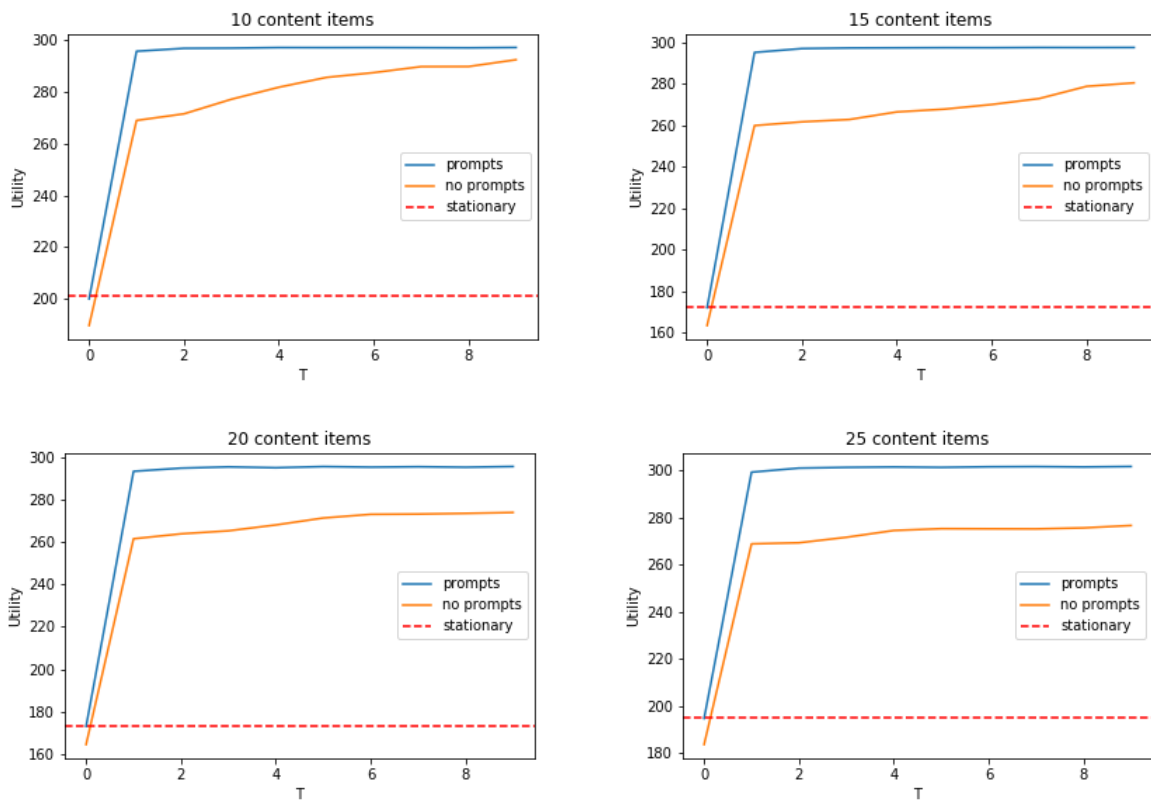 10 content items
300
280
260
240
220
200
Utility
prompts
no prompts
stationary
0 2 4 6 8
T
15 content items
300
280
260
240
220
200
180
160
Utility
prompts
no prompts
stationary
0 2 4 6 8
T
20 content items
300
280
260
240
220
200
180
160
Utility
prompts
no prompts
stationary
0 2 4 6 8
T
25 content items
300
280
260
240
220
200
180
Utility
prompts
no prompts
stationary
0 2 4 6 8
T